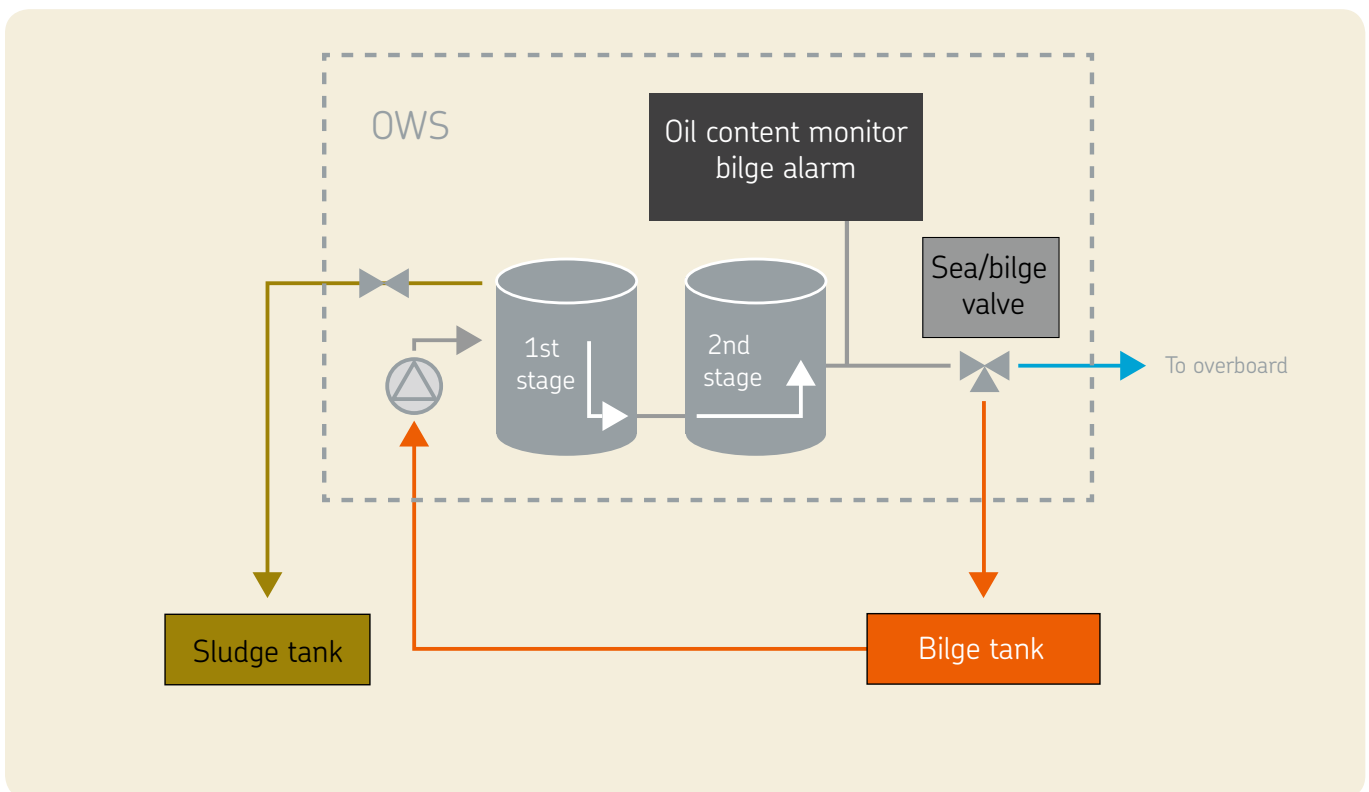 OWS
Oil content monitor
bilge alarm
Sea/bilge
valve
1st
stage
2nd
stage
To overboard
Sludge tank
Bilge tank